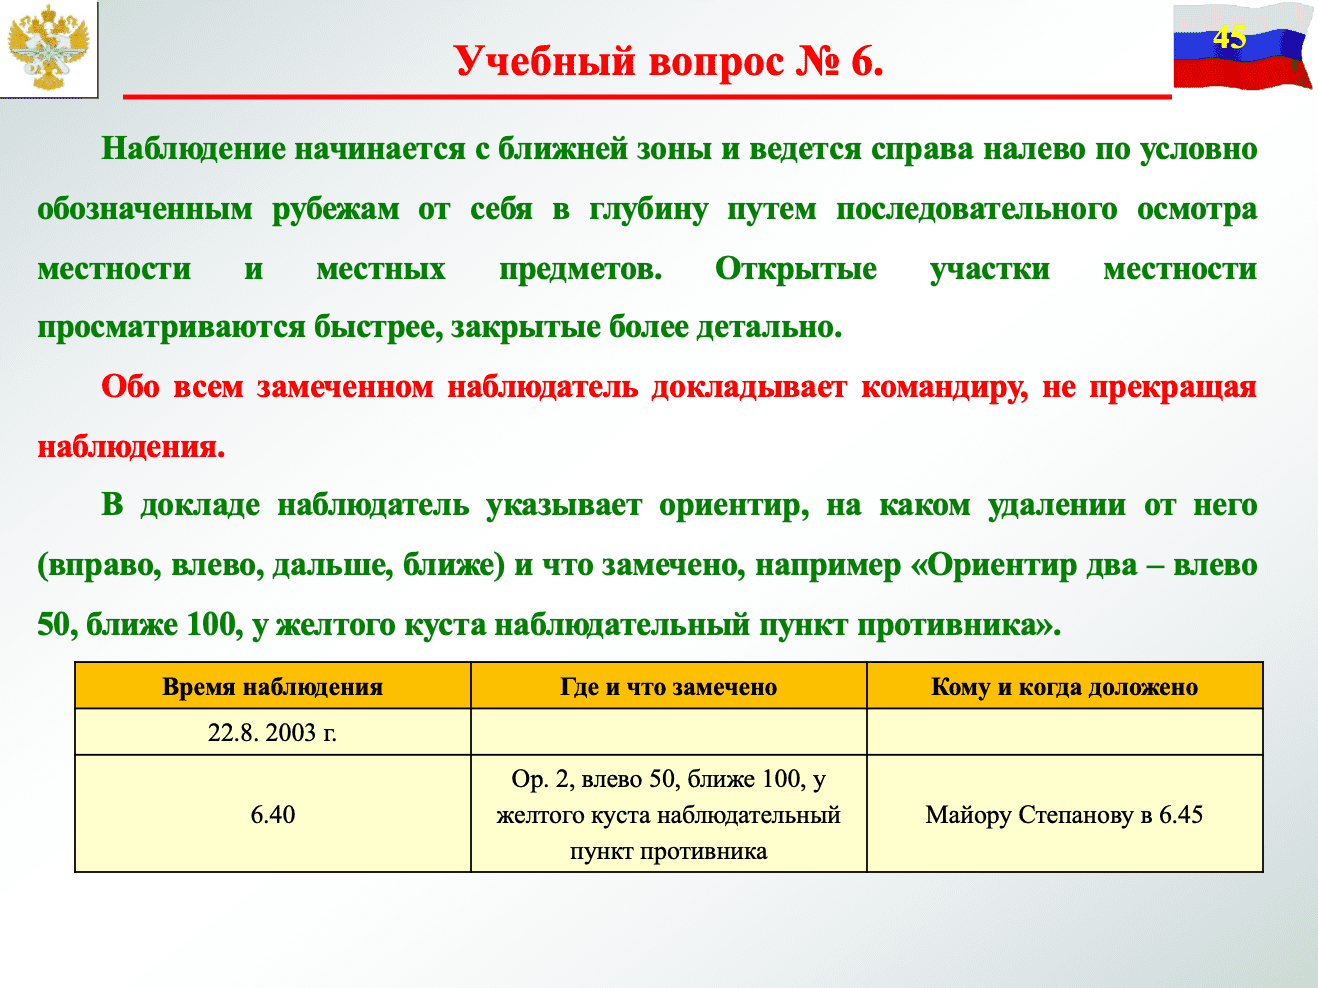 45
Учебный вопрос № 6.
Наблюдение начинается с ближней зоны и ведется справа налево по условно
обозначенным рубежам от себя в глубину путем последовательного осмотра
местности и местных предметов. Открытые участки местности
просматриваются быстрее, закрытые более детально.
Обо всем замеченном наблюдатель докладывает командиру, не прекращая
наблюдения.
В докладе наблюдатель указывает ориентир, на каком удалении от него
(вправо, влево, дальше, ближе) и что замечено, например «Ориентир два – влево
50, ближе 100, у желтого куста наблюдательный пункт противника».
Время наблюдения
Где и что замечено
Кому и когда доложено
22.8. 2003 г.
6.40
Ор. 2, влево 50, ближе 100, у
желтого куста наблюдательный
пункт противника
Майору Степанову в 6.45